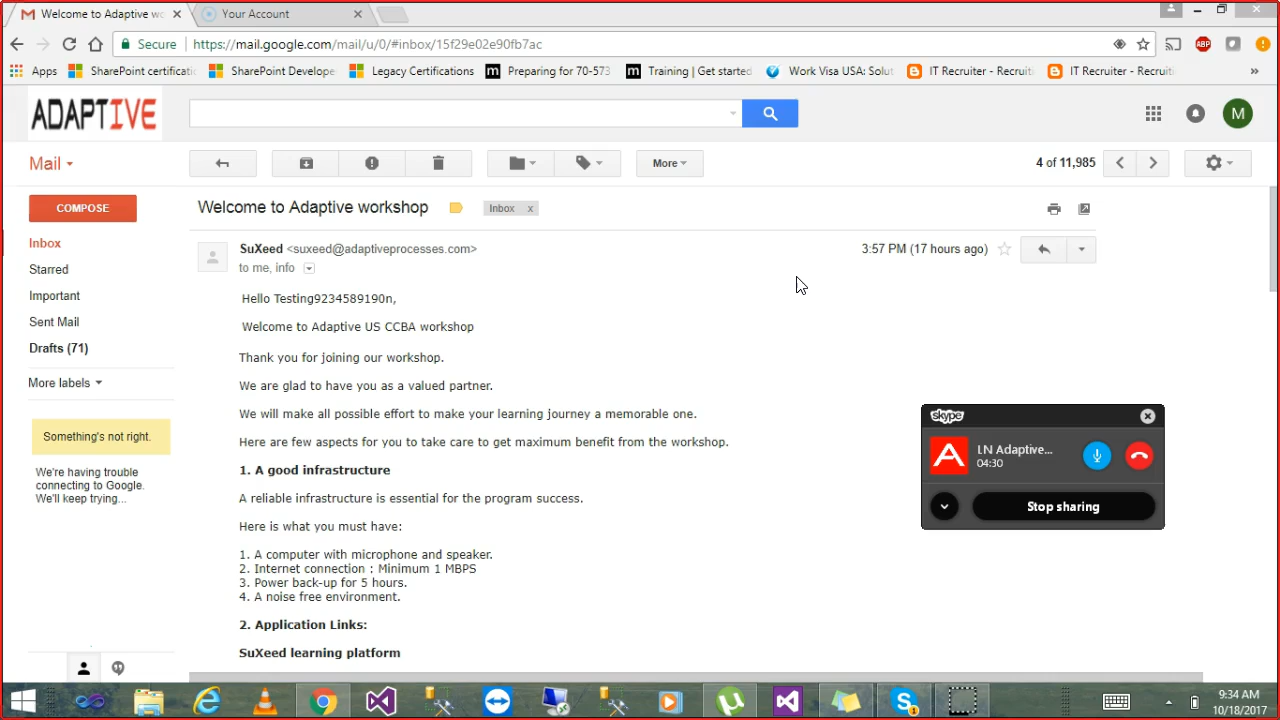 Welcome to Adaptive wo
Your Account
Secure
https://mail.google.com/mail/u/0/#inbox/15f29e02e90fb7ac
ABP
Apps
SharePoint certificati
SharePoint Develope
Legacy Certifications
Preparing for 70-573
Training | Get started
Work Visa USA: Solut
IT Recruiter - Recruit
IT Recruiter - Recruit
»
ADAPTIVE
M
Mail
More
4 of 11,985
COMPOSE
Welcome to Adaptive workshop
Inbox x
Inbox
Starred
Important
Sent Mail
Drafts (71)
More labels
Something's not right.
We're having trouble
connecting to Google.
We'll keep trying...
SuXeed <suxeed@adaptiveprocesses.com>
3:57 PM (17 hours ago)
to me, info
Hello Testing9234589190n,
Welcome to Adaptive US CCBA workshop
Thank you for joining our workshop.
We are glad to have you as a valued partner.
We will make all possible effort to make your learning journey a memorable one.
Here are few aspects for you to take care to get maximum benefit from the workshop.
1. A good infrastructure
A reliable infrastructure is essential for the program success.
Here is what you must have:
1. A computer with microphone and speaker.
2. Internet connection : Minimum 1 MBPS
3. Power back-up for 5 hours.
4. A noise free environment.
2. Application Links:
SuXeed learning platform
skype
A
LN Adaptive...
04:30
Stop sharing
9:34 AM
10/18/2017